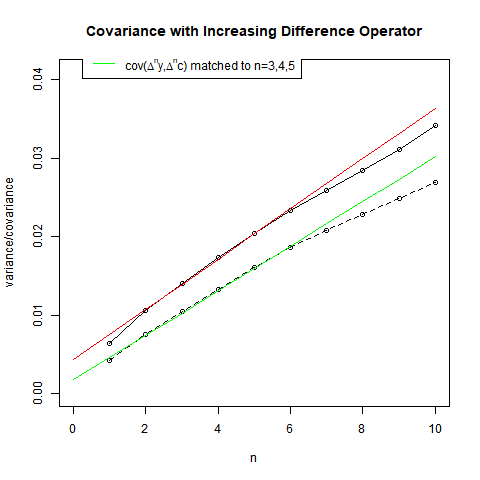 Covariance with Increasing Difference Operator
cov(Δⁿy,Δⁿc) matched to n=3,4,5
variance/covariance
0.04
0.03
0.02
0.01
0.00
0 2 4 6 8 10
n